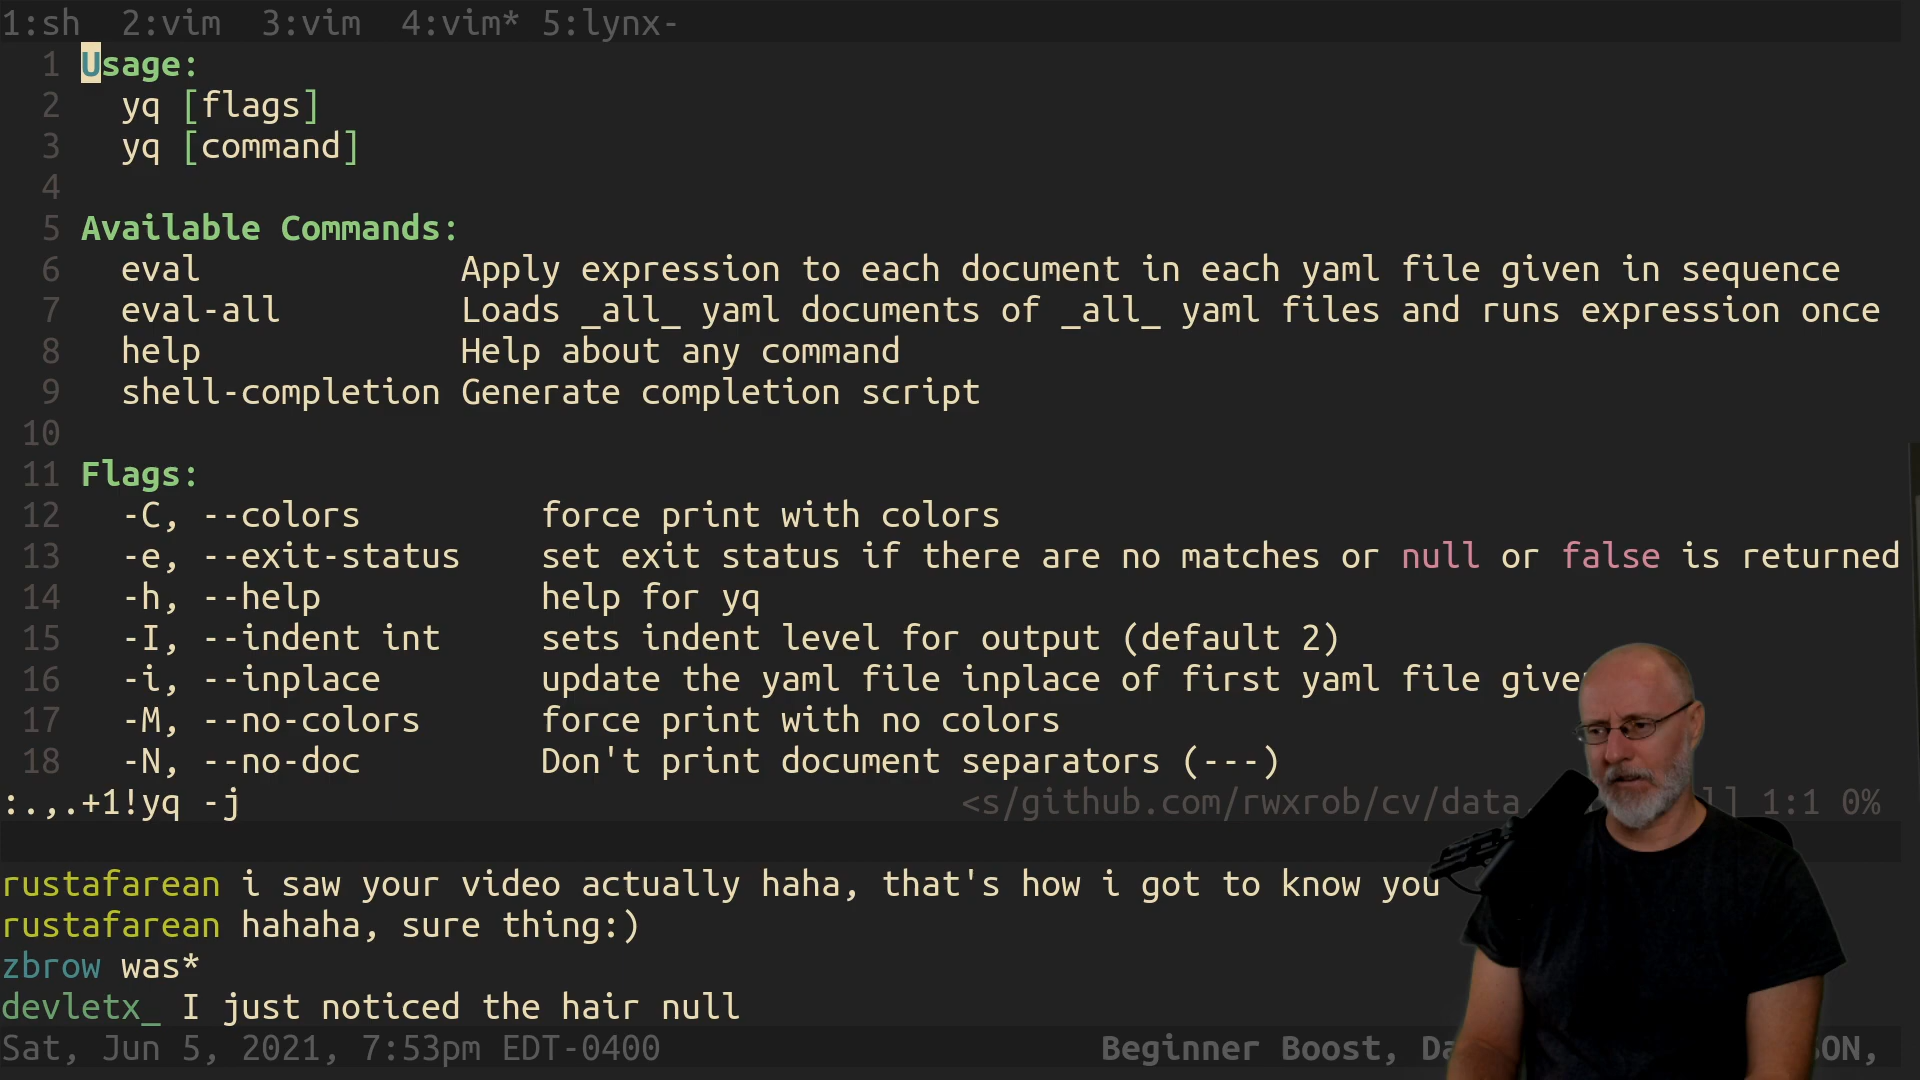 1:sh 2:vim 3:vim 4:vim* 5:lynx-
1 Usage:
2 yq [flags]
3 yq [command]
4
5 Available Commands:
6 eval Apply expression to each document in each yaml file given in sequence
7 eval-all Loads _all_ yaml documents of _all_ yaml files and runs expression once
8 help Help about any command
9 shell-completion Generate completion script
10
11 Flags:
12 -C, --colors force print with colors
13 -e, --exit-status set exit status if there are no matches or null or false is returned
14 -h, --help help for yq
15 -I, --indent int sets indent level for output (default 2)
16 -i, --inplace update the yaml file inplace of first yaml file
17 -M, --no-colors force print with no colors
18 -N, --no-doc Don't print document separators (---)
:.,.+1!yq -j <s/github.com/rwxrob/cv/data. 1:1 0%
rustafarean i saw your video actually haha, that's how i got to know you
rustafarean hahaha, sure thing:)
zbrow was*
devletx_ I just noticed the hair null
Sat, Jun 5, 2021, 7:53pm EDT-0400 Beginner Boost,